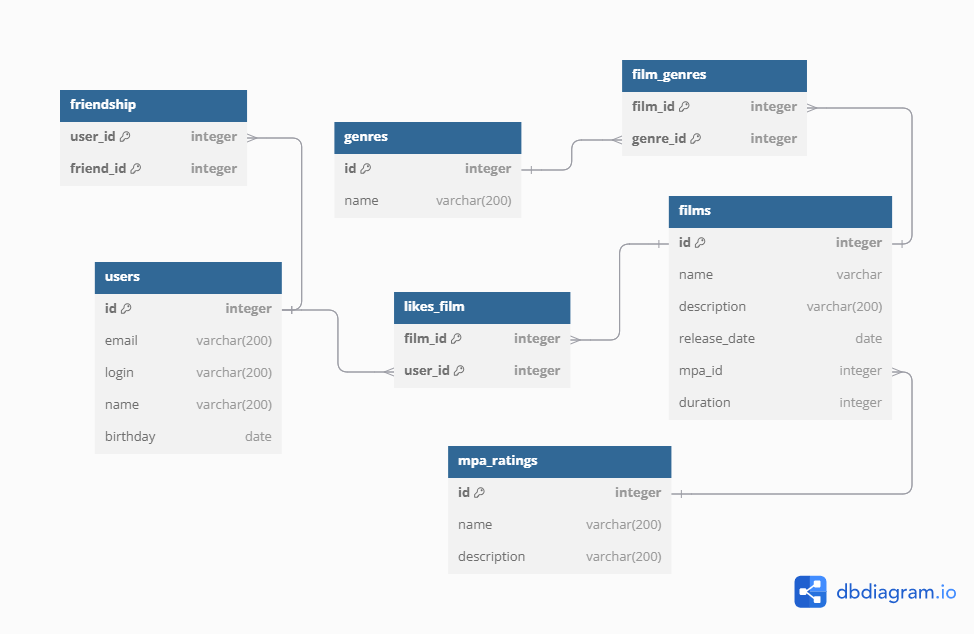 friendship
user_id integer
friend_id integer
genres
id integer
name varchar(200)
film_genres
film_id integer
genre_id integer
films
id integer
name varchar
description varchar(200)
release_date date
mpa_id integer
duration integer
users
id integer
email varchar(200)
login varchar(200)
name varchar(200)
birthday date
likes_film
film_id integer
user_id integer
mpa_ratings
id integer
name varchar(200)
description varchar(200)
dbdiagram.io